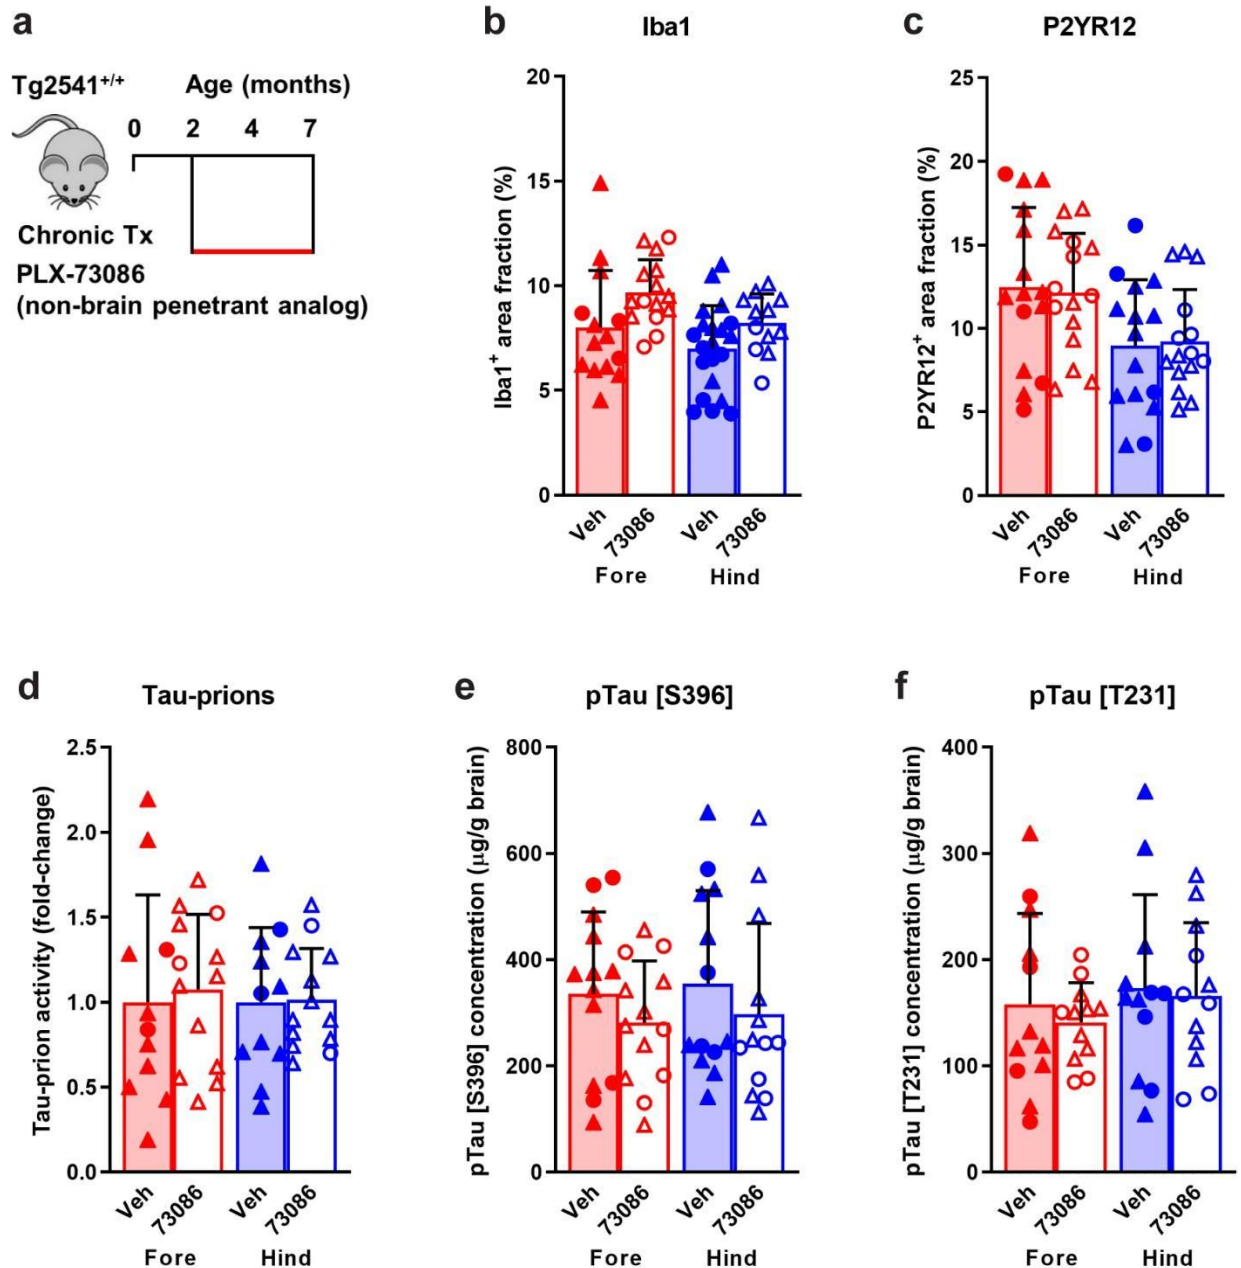 a
Tg2541+/+
Age (months)
0 2 4 7
Chronic Tx
PLX-73086
(non-brain penetrant analog)
b
Iba1
Iba1+ area fraction (%)
20
15
10
5
0
Veh 73086 Veh 73086
Fore Hind
c
P2YR12
P2YR12+ area fraction (%)
25
20
15
10
5
0
Veh 73086 Veh 73086
Fore Hind
d
Tau-prions
Tau-prion activity (fold-change)
2.5
2.0
1.5
1.0
0.5
0.0
Veh 73086 Veh 73086
Fore Hind
e
pTau [S396]
pTau [S396] concentration (μg/g brain)
800
600
400
200
0
Veh 73086 Veh 73086
Fore Hind
f
pTau [T231]
pTau [T231] concentration (μg/g brain)
400
300
200
100
0
Veh 73086 Veh 73086
Fore Hind